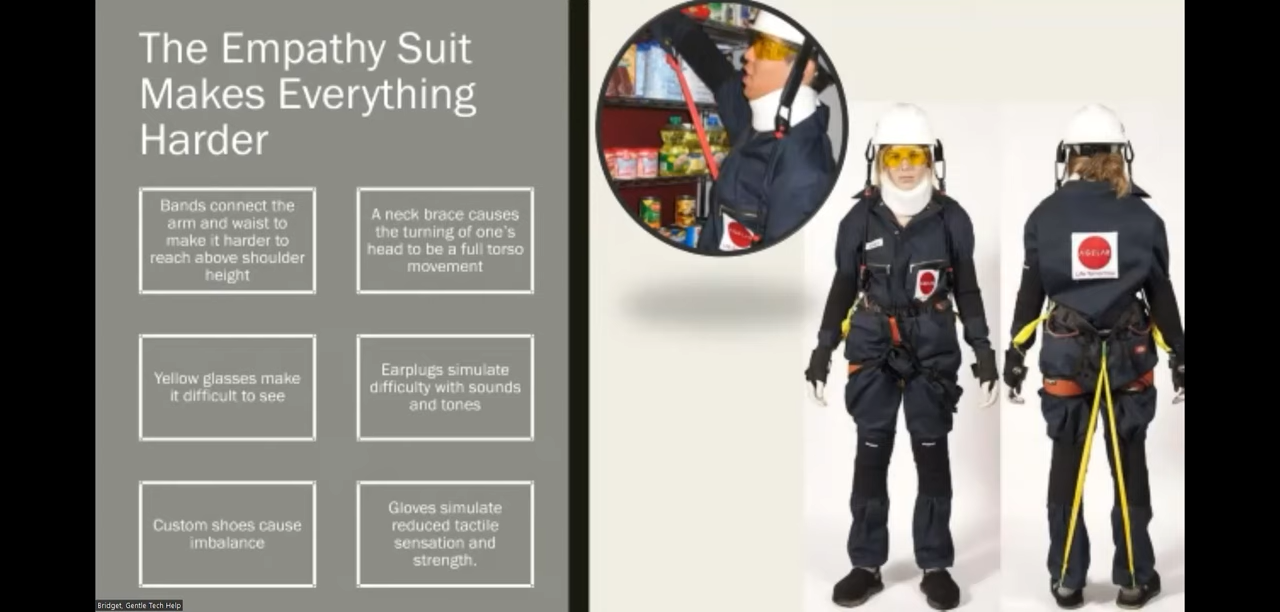 The Empathy Suit
Makes Everything
Harder
Bands connect the
arm and waist to
make it harder to
reach above shoulder
height
A neck brace causes
the turning of one's
head to be a full torso
movement
Yellow glasses make
it difficult to see
Earplugs simulate
difficulty with sounds
and tones
Custom shoes cause
imbalance
Gloves simulate
reduced tactile
sensation and
strength.
AGELAB
Bridget, Gentle Tech Help